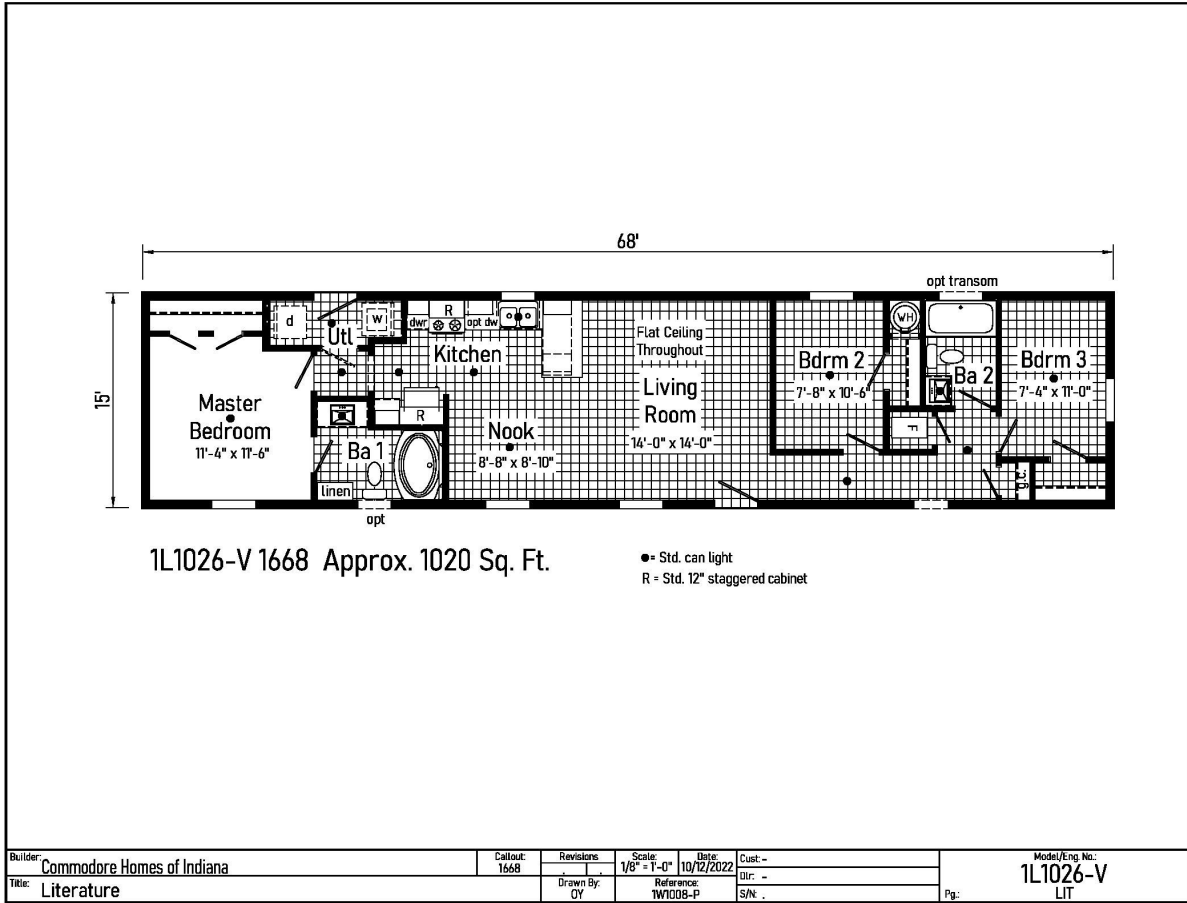 68'
opt transom
15'
d
Utl
w
dwr
R
opt dw
Kitchen
R
Flat Ceiling
Throughout
Living
Room
14'-0" x 14'-0"
Nook
8'-8" x 8'-10"
Master
Bedroom
11'-4" x 11'-6"
Ba 1
linen
opt
Bdrm 2
7'-8" x 10'-6"
WH
Ba 2
F
Bdrm 3
7'-4" x 11'-0"
1L1026-V 1668 Approx. 1020 Sq. Ft.
●= Std. can light
R = Std. 12" staggered cabinet
Builder: Commodore Homes of Indiana
Title: Literature
Callout:
1668
Revisions
Drawn By:
OY
Scale:
1/8" = 1'-0"
Date:
10/12/2022
Reference:
1W1008-P
Cust: -
Dlr: -
S/N: .
Model/Eng. No.:
1L1026-V
Pg.: LIT